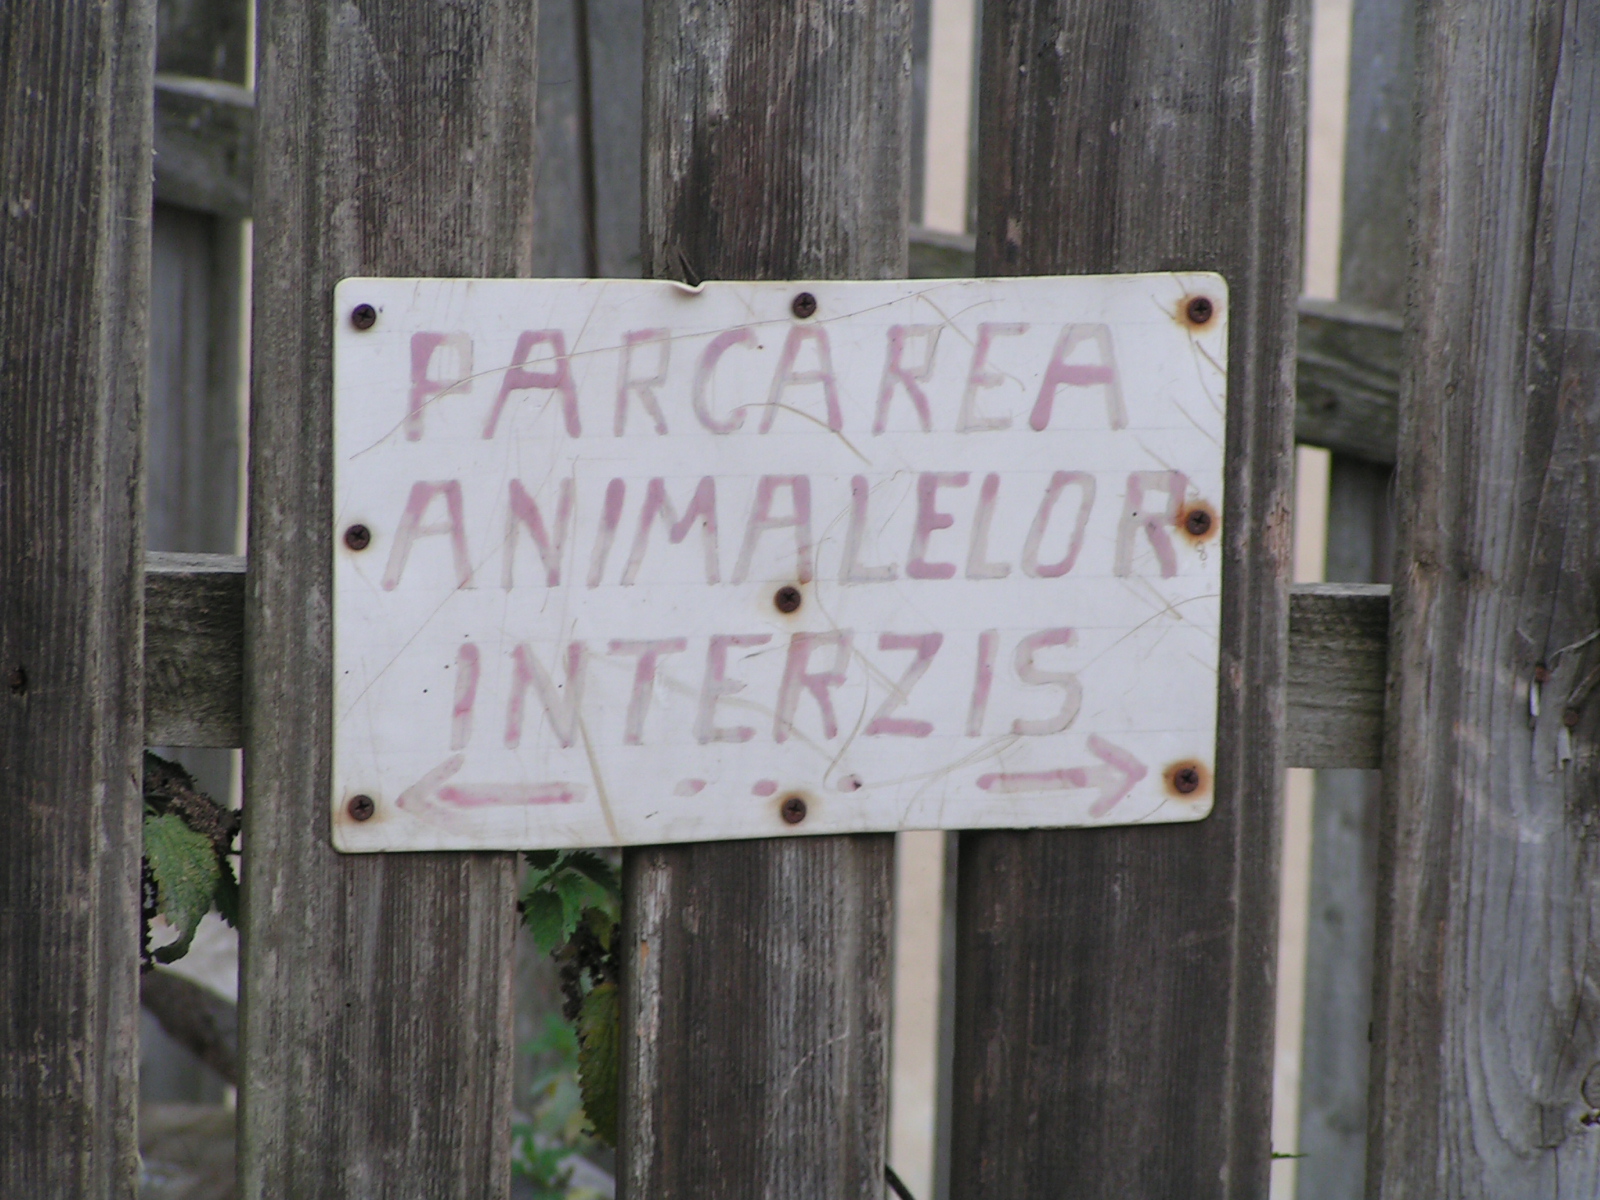 PARCAREA
ANIMALELOR
INTERZIS
← ... →